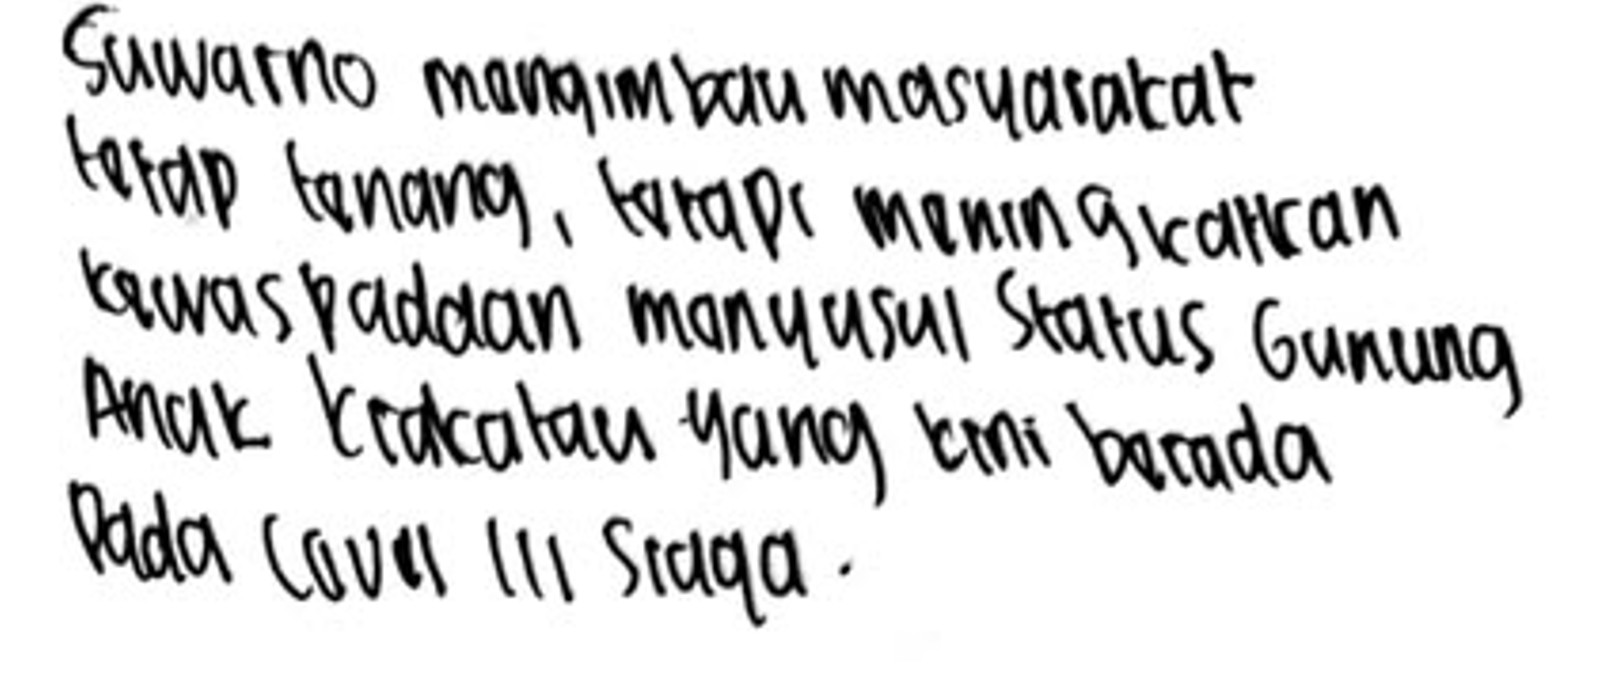 Suwarno mengimbau masyarakat
tetap tenang, tetapi meningkatkan
kewaspadaan menyusul Status Gunung
Anak Krakatau yang kini berada
Pada Level III Siaga.